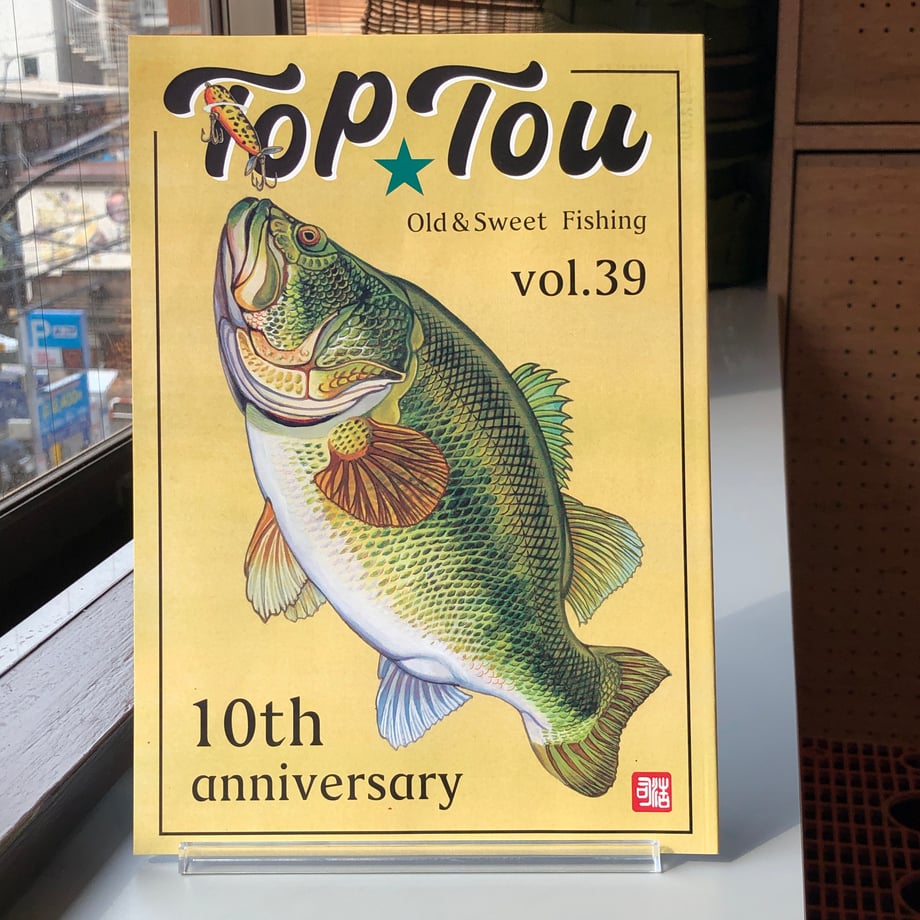 Top★Tou
Old & Sweet Fishing
vol.39
10th
anniversary
P